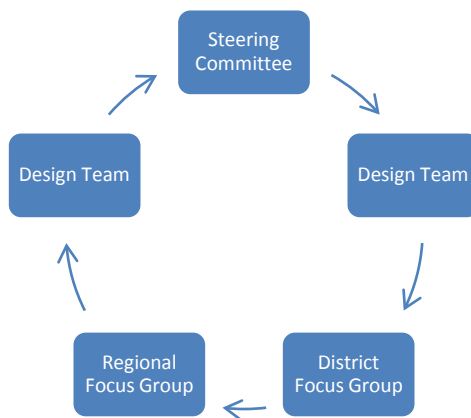 Steering
Committee
Design Team
Design Team
Regional
Focus Group
District
Focus Group